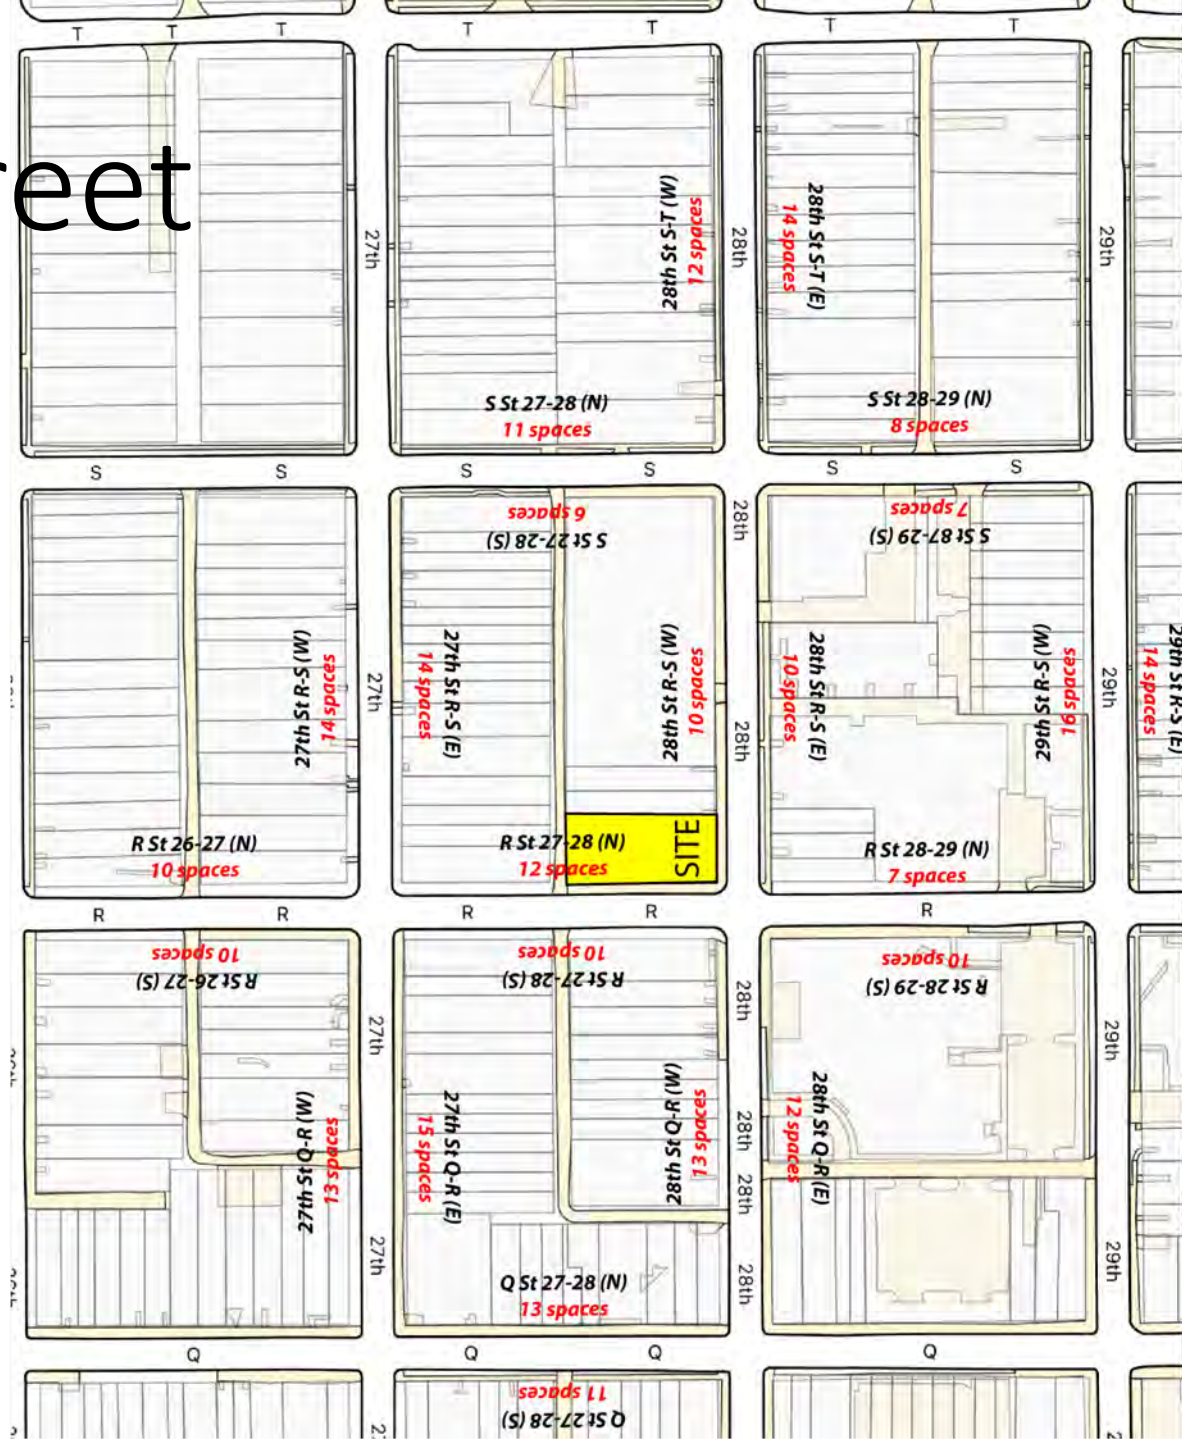 T T T T T T T
reet
27th
28th St S-T (W)
12 spaces
28th
28th St S-T (E)
14 spaces
29th
S St 27-28 (N)
11 spaces
S St 28-29 (N)
8 spaces
S S S S S S
S St 27-28 (S)
6 spaces
28th
S St 87-29 (S)
7 spaces
27th St R-S (W)
14 spaces
27th
27th St R-S (E)
14 spaces
28th St R-S (W)
10 spaces
28th
28th St R-S (E)
10 spaces
29th St R-S (W)
16 spaces
29th
29th St R-S (E)
14 spaces
R St 26-27 (N)
10 spaces
R St 27-28 (N)
12 spaces
SITE
R St 28-29 (N)
7 spaces
R R R R R
R St 26-27 (S)
10 spaces
R St 27-28 (S)
10 spaces
R St 28-29 (S)
10 spaces
27th
28th
29th
27th St Q-R (W)
13 spaces
27th St Q-R (E)
15 spaces
28th St Q-R (W)
13 spaces
28th
28th
28th St Q-R (E)
12 spaces
27th
Q St 27-28 (N)
13 spaces
28th
29th
Q Q Q Q
Q St 27-28 (S)
11 spaces